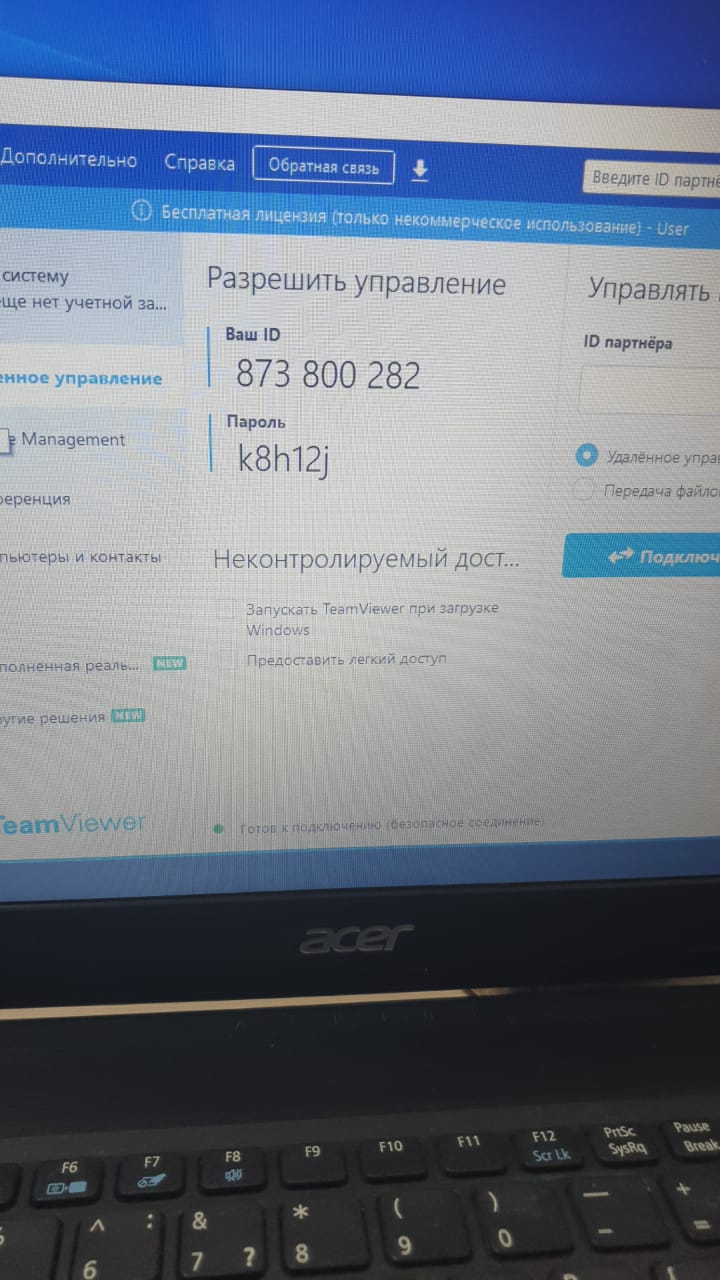 Дополнительно Справка Обратная связь Введите ID партнё
Бесплатная лицензия (только некоммерческое использование) - User
систему
еще нет учетной за...
енное управление
e Management
ференция
пьютеры и контакты
полненная реаль... NEW
ругие решения NEW
TeamViewer
Разрешить управление
Ваш ID
873 800 282
Пароль
k8h12j
Неконтролируемый дост...
Запускать TeamViewer при загрузке
Windows
Предоставить легкий доступ
Готов к подключению (безопасное соединение)
Управлять
ID партнёра
Удалённое упра
Передача файло
Подключ
acer
F6 F7 F8 F9 F10 F11 F12 PrtSc Pause
Scr Lk SysRq Break
^ : & * ( ) — +
6 7 ? 8 9 0 - =